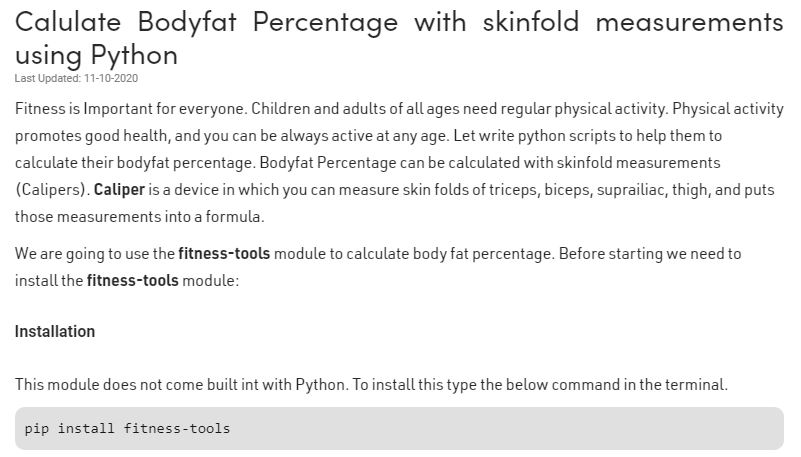 Calulate Bodyfat Percentage with skinfold measurements
using Python
Last Updated: 11-10-2020
Fitness is Important for everyone. Children and adults of all ages need regular physical activity. Physical activity
promotes good health, and you can be always active at any age. Let write python scripts to help them to
calculate their bodyfat percentage. Bodyfat Percentage can be calculated with skinfold measurements
(Calipers). Caliper is a device in which you can measure skin folds of triceps, biceps, suprailiac, thigh, and puts
those measurements into a formula.
We are going to use the fitness-tools module to calculate body fat percentage. Before starting we need to
install the fitness-tools module:
Installation
This module does not come built int with Python. To install this type the below command in the terminal.
pip install fitness-tools